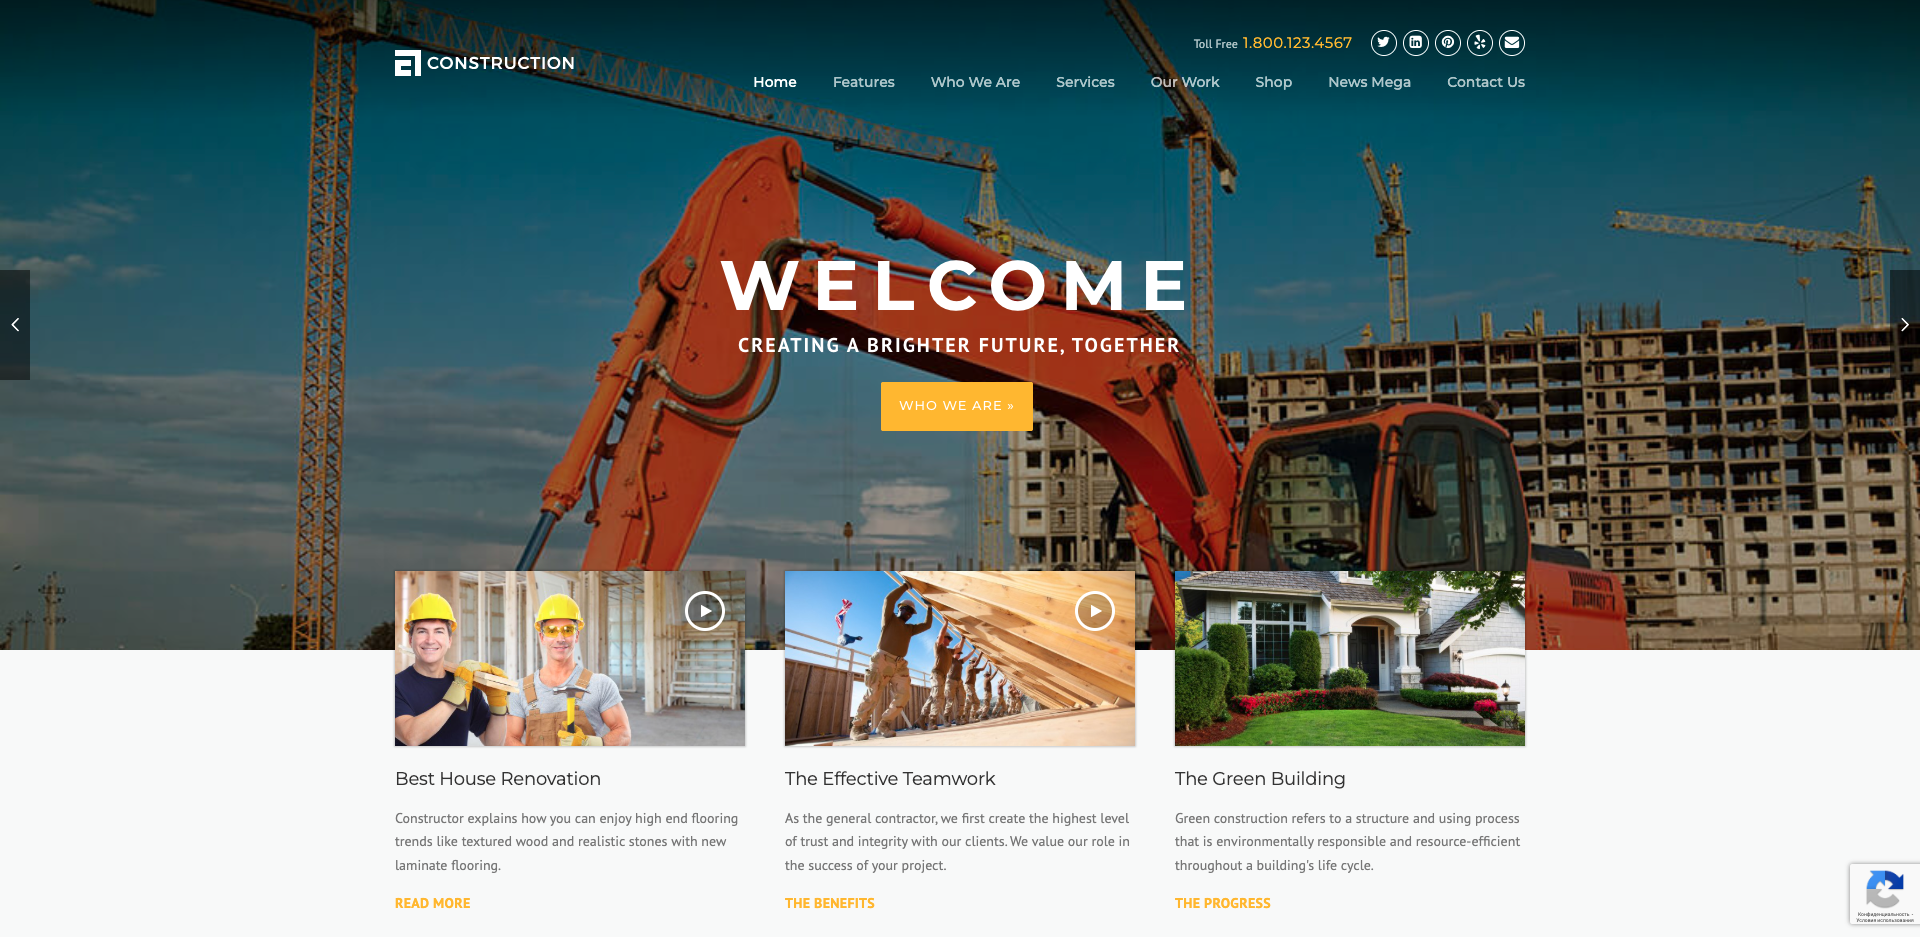 CONSTRUCTION
Toll Free 1.800.123.4567
Home Features Who We Are Services Our Work Shop News Mega Contact Us
WELCOME
CREATING A BRIGHTER FUTURE, TOGETHER
WHO WE ARE »
Best House Renovation
Constructor explains how you can enjoy high end flooring
trends like textured wood and realistic stones with new
laminate flooring.
READ MORE
The Effective Teamwork
As the general contractor, we first create the highest level
of trust and integrity with our clients. We value our role in
the success of your project.
THE BENEFITS
The Green Building
Green construction refers to a structure and using process
that is environmentally responsible and resource-efficient
throughout a building's life cycle.
THE PROGRESS
Конфиденциальность -
Условия использования